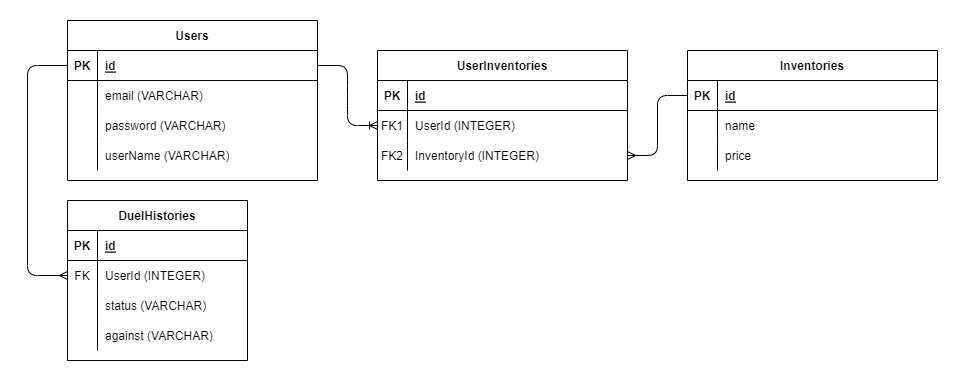 Users
PK id
email (VARCHAR)
password (VARCHAR)
userName (VARCHAR)
UserInventories
PK id
FK1 UserId (INTEGER)
FK2 InventoryId (INTEGER)
Inventories
PK id
name
price
DuelHistories
PK id
FK UserId (INTEGER)
status (VARCHAR)
against (VARCHAR)